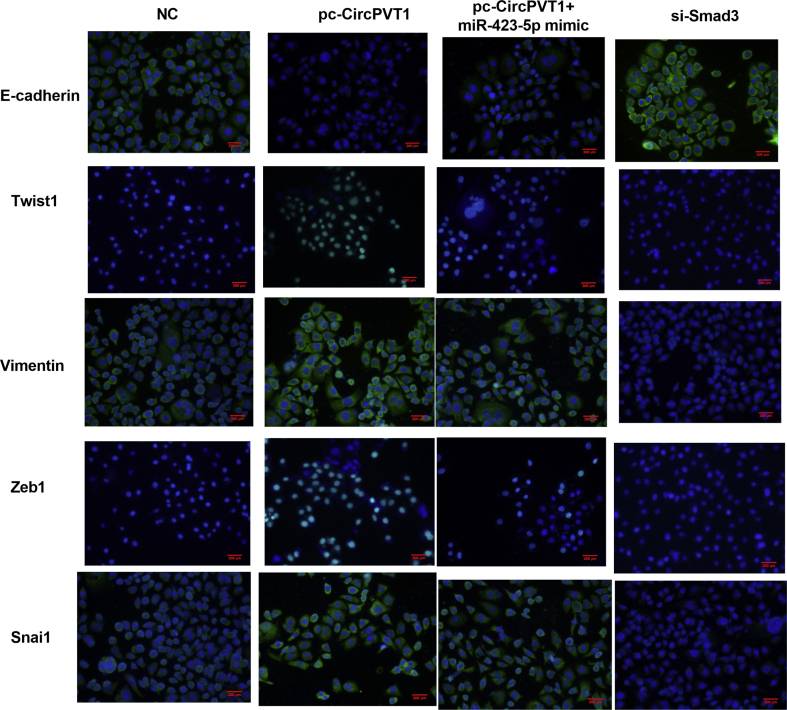 NC
pc-CircPVT1
pc-CircPVT1+
miR-423-5p mimic
si-Smad3
E-cadherin
Twist1
Vimentin
Zeb1
Snai1